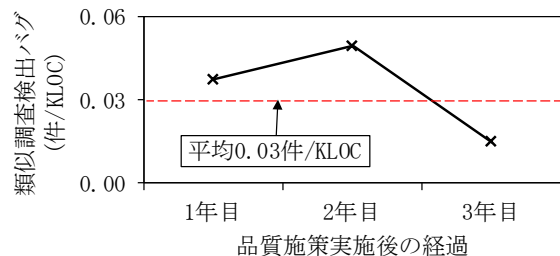 類似調査検出バグ
(件/KLOC)
0.06
0.03
0.00
平均0.03件/KLOC
1年目
2年目
3年目
品質施策実施後の経過